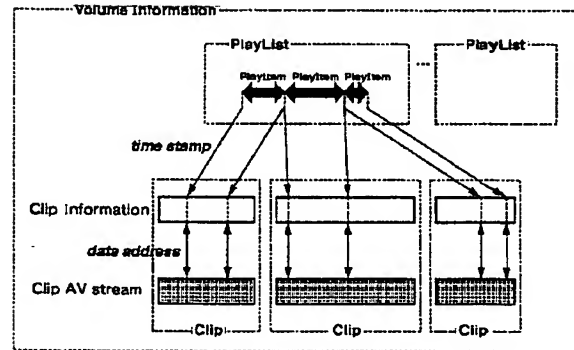 Volume Information
PlayList
PlayList
...
PlayItem PlayItem PlayItem
time stamp
Clip Information
data address
Clip AV stream
Clip
Clip
Clip